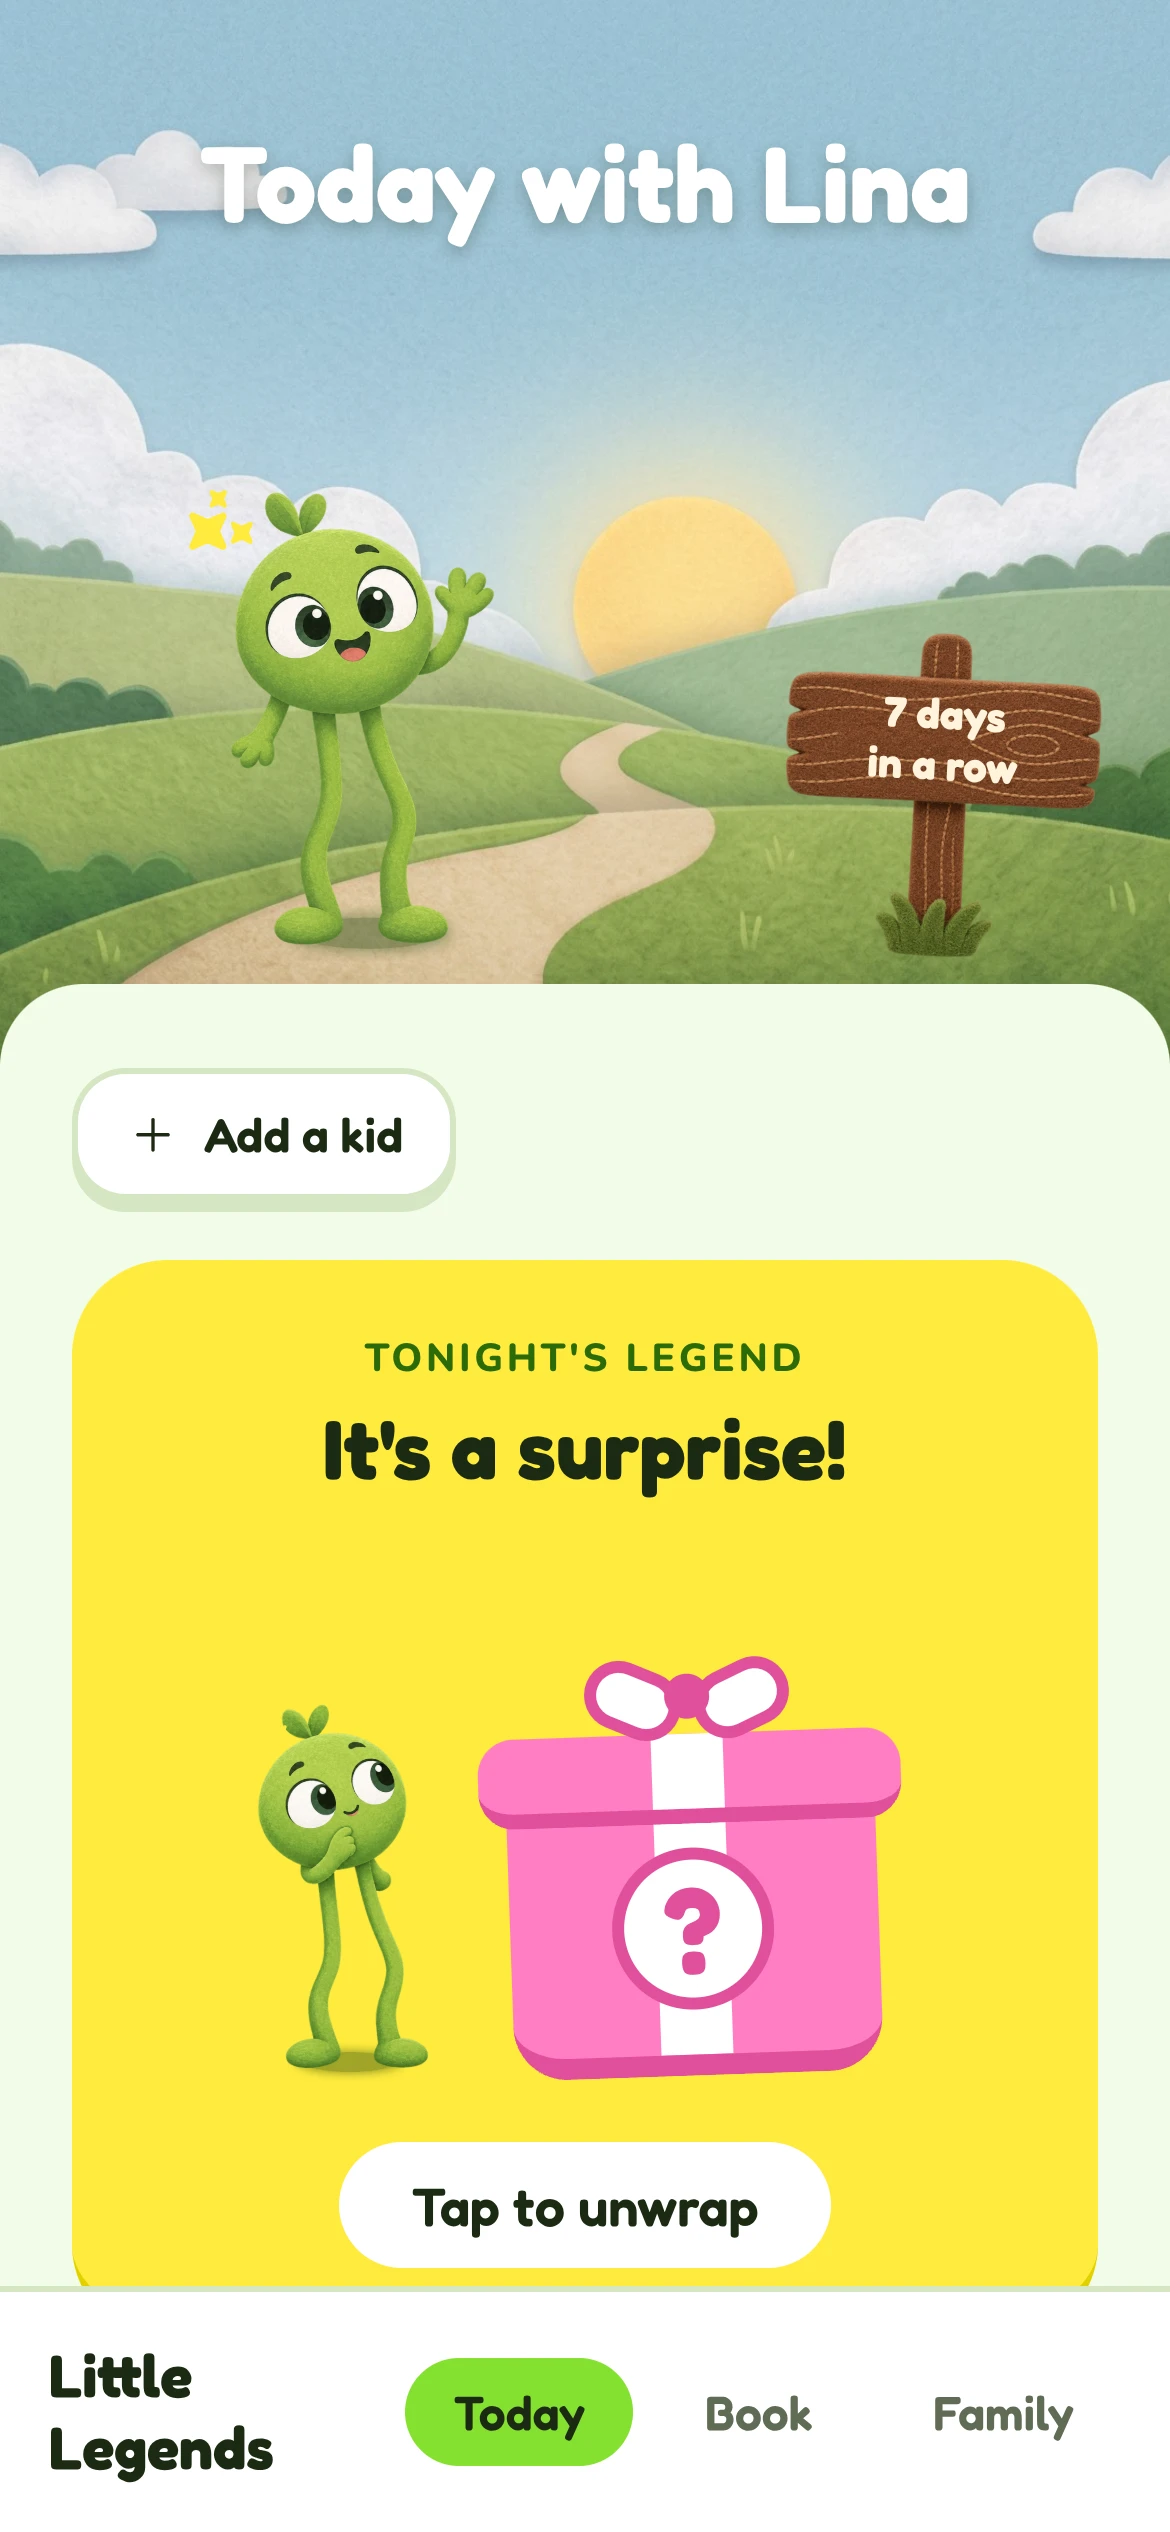 Today with Lina
7 days
in a row
Add a kid
TONIGHT'S LEGEND
It's a surprise!
?
Tap to unwrap
Little
Legends
Today
Book
Family